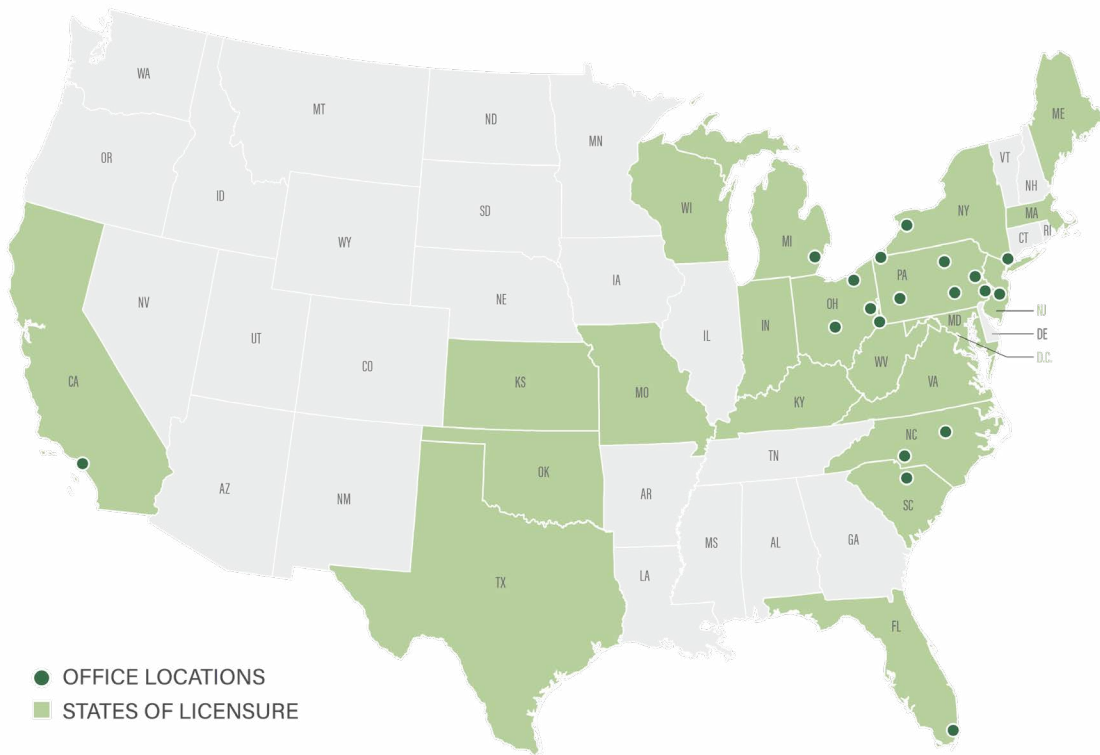 WA
MT
ND
MN
ME
OR
ID
SD
WI
VT
NH
NY
MA
WY
MI
CT
RI
IA
PA
NE
NV
OH
NJ
UT
IL
IN
MD
DE
CO
D.C.
CA
KS
MO
WV
VA
KY
NC
TN
OK
AZ
NM
AR
SC
MS
AL
GA
LA
TX
FL
OFFICE LOCATIONS
STATES OF LICENSURE